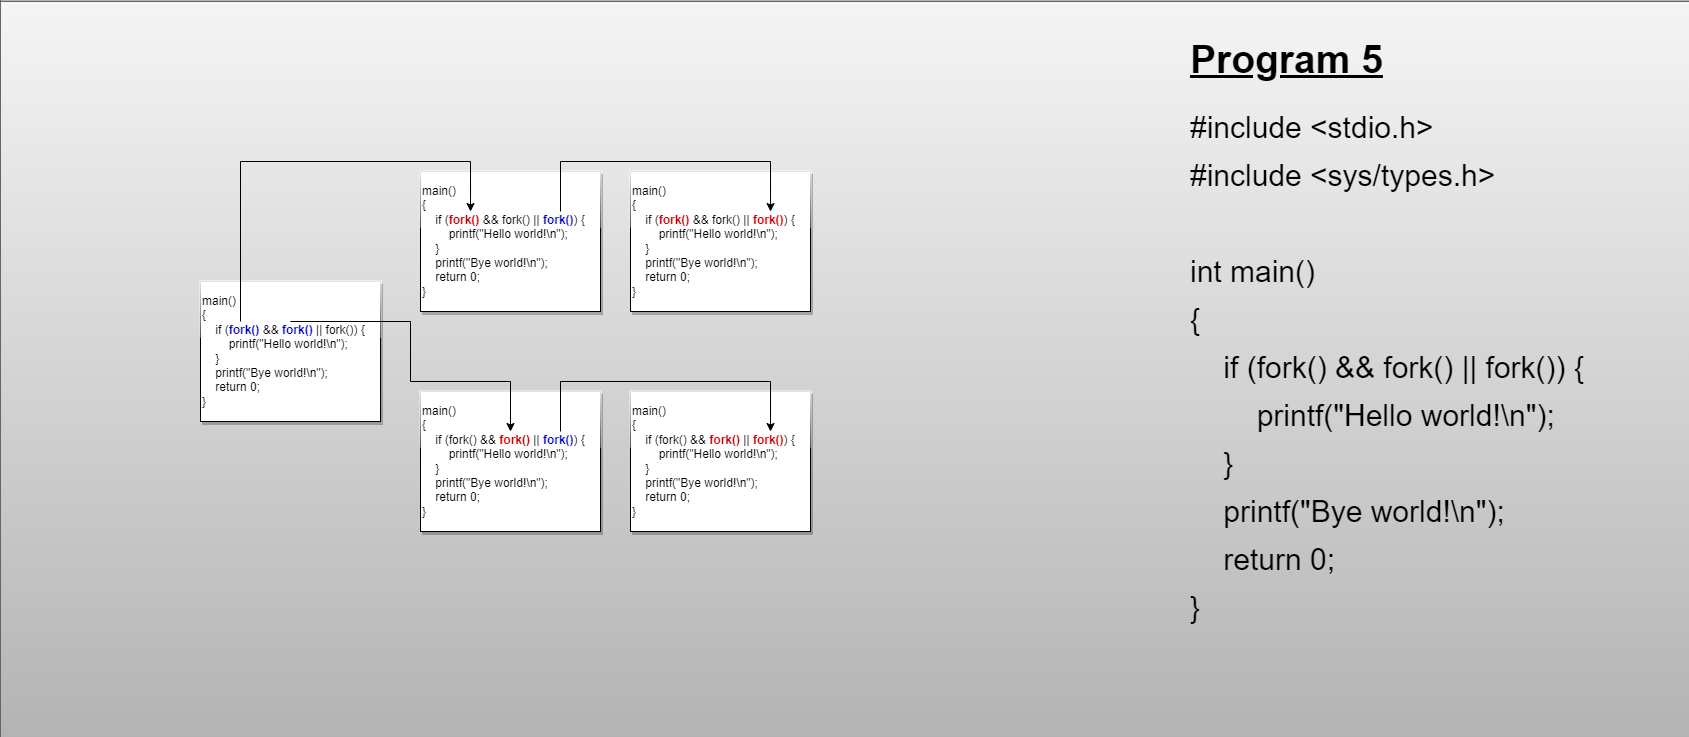 Program 5
#include <stdio.h>
#include <sys/types.h>
int main()
{
if (fork() && fork() || fork()) {
printf("Hello world!\n");
}
printf("Bye world!\n");
return 0;
}
main()
{
if (fork() && fork() || fork()) {
printf("Hello world!\n");
}
printf("Bye world!\n");
return 0;
}
main()
{
if (fork() && fork() || fork()) {
printf("Hello world!\n");
}
printf("Bye world!\n");
return 0;
}
main()
{
if (fork() && fork() || fork()) {
printf("Hello world!\n");
}
printf("Bye world!\n");
return 0;
}
main()
{
if (fork() && fork() || fork()) {
printf("Hello world!\n");
}
printf("Bye world!\n");
return 0;
}
main()
{
if (fork() && fork() || fork()) {
printf("Hello world!\n");
}
printf("Bye world!\n");
return 0;
}